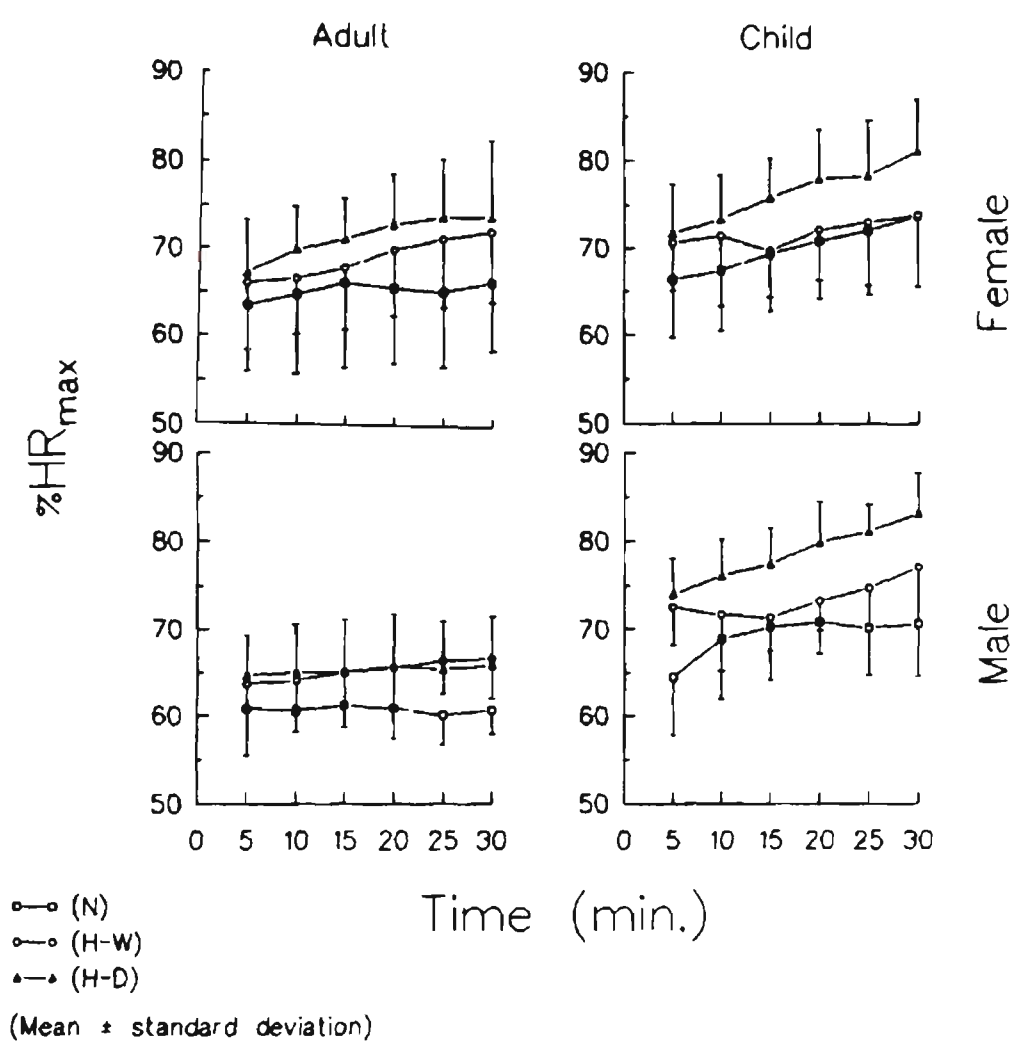 Adult Child
90 90
80 80
70 70
60 60
50 50
Female
%HRmax
90 90
80 80
70 70
60 60
50 50
Male
0 5 10 15 20 25 30 0 5 10 15 20 25 30
Time (min.)
(N)
(H-W)
(H-D)
(Mean ± standard deviation)